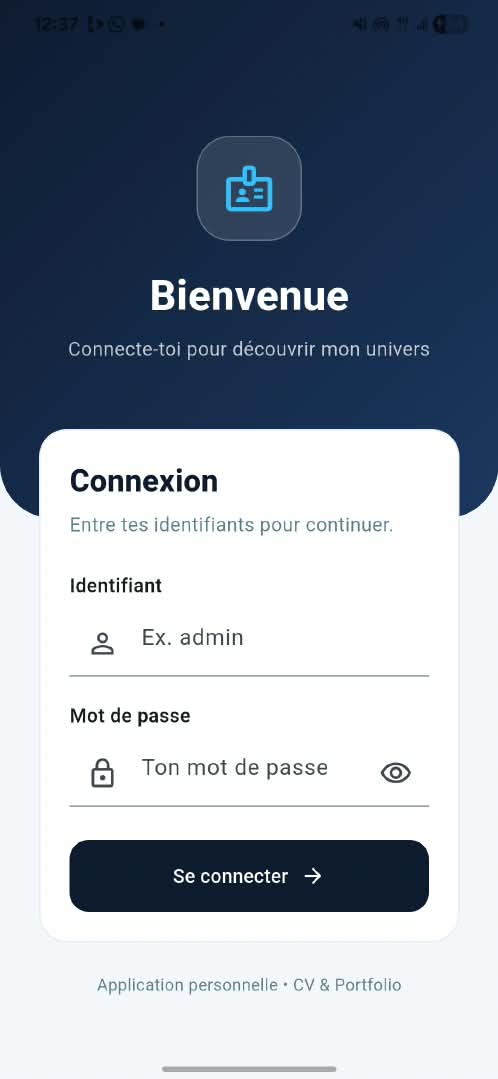 12:37
Bienvenue
Connecte-toi pour découvrir mon univers
Connexion
Entre tes identifiants pour continuer.
Identifiant
Ex. admin
Mot de passe
Ton mot de passe
Se connecter →
Application personnelle • CV & Portfolio